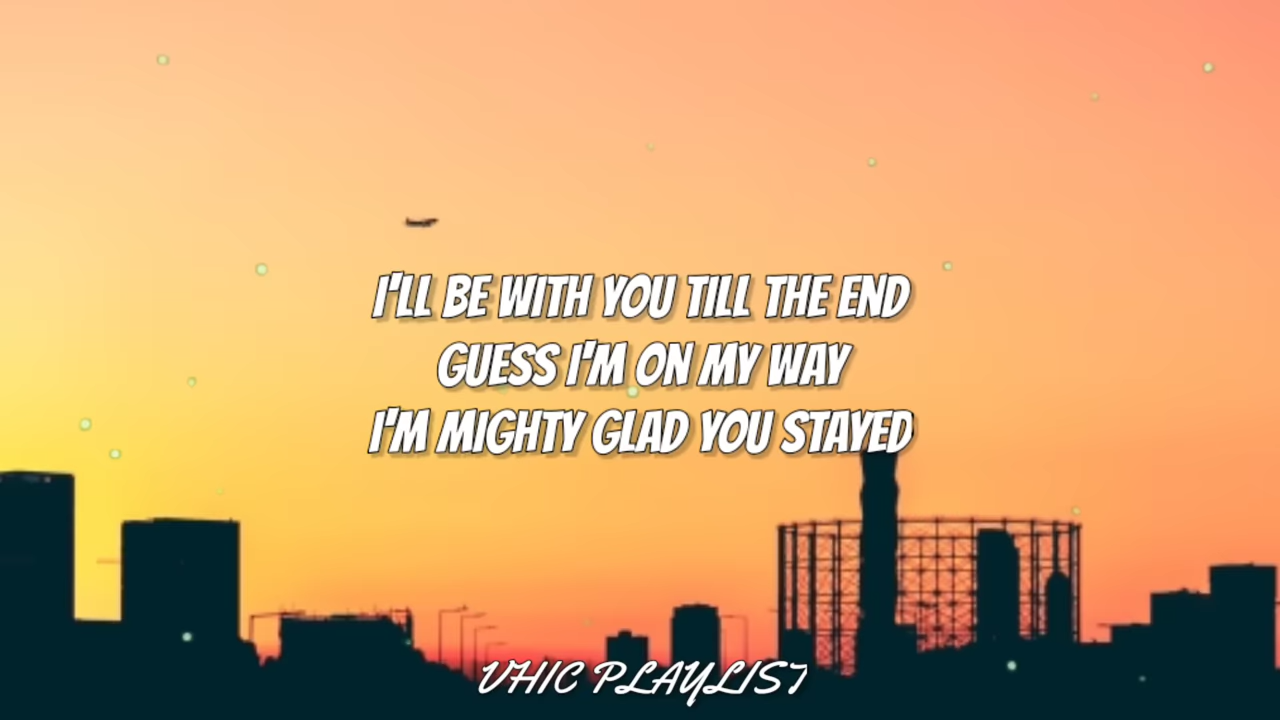 I'LL BE WITH YOU TILL THE END
GUESS I'M ON MY WAY
I'M MIGHTY GLAD YOU STAYED
VHIC PLAYLIST